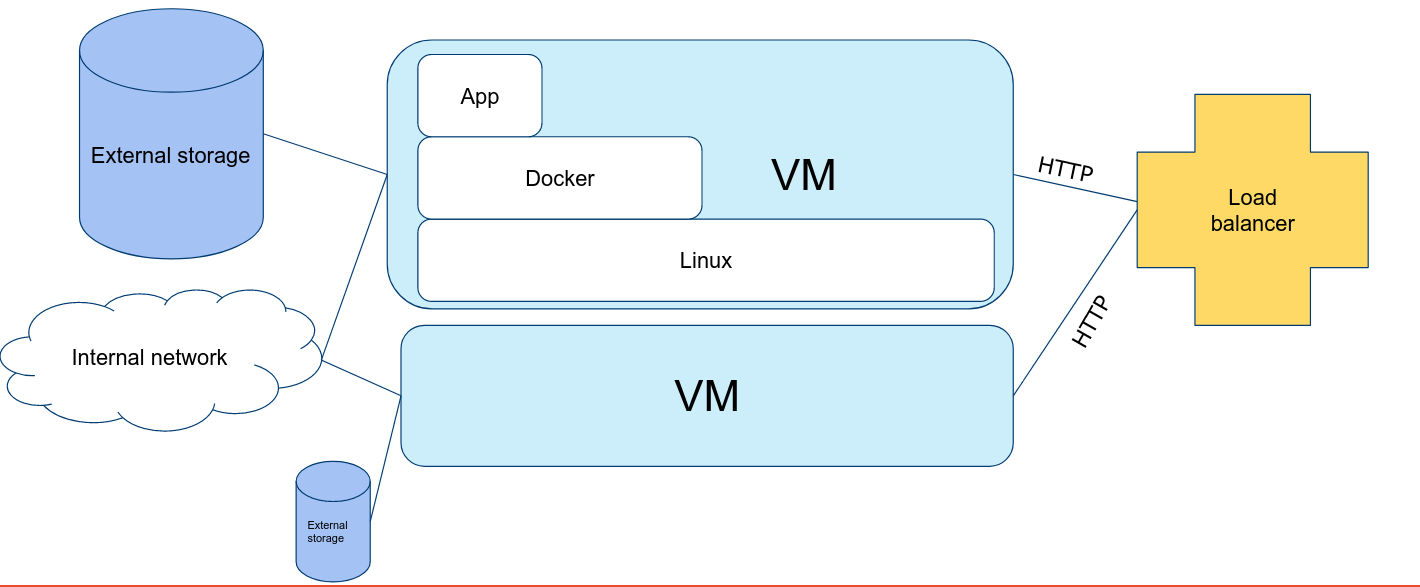 App
External storage
Docker
VM
HTTP
Load
balancer
Linux
HTTP
Internal network
VM
External
storage